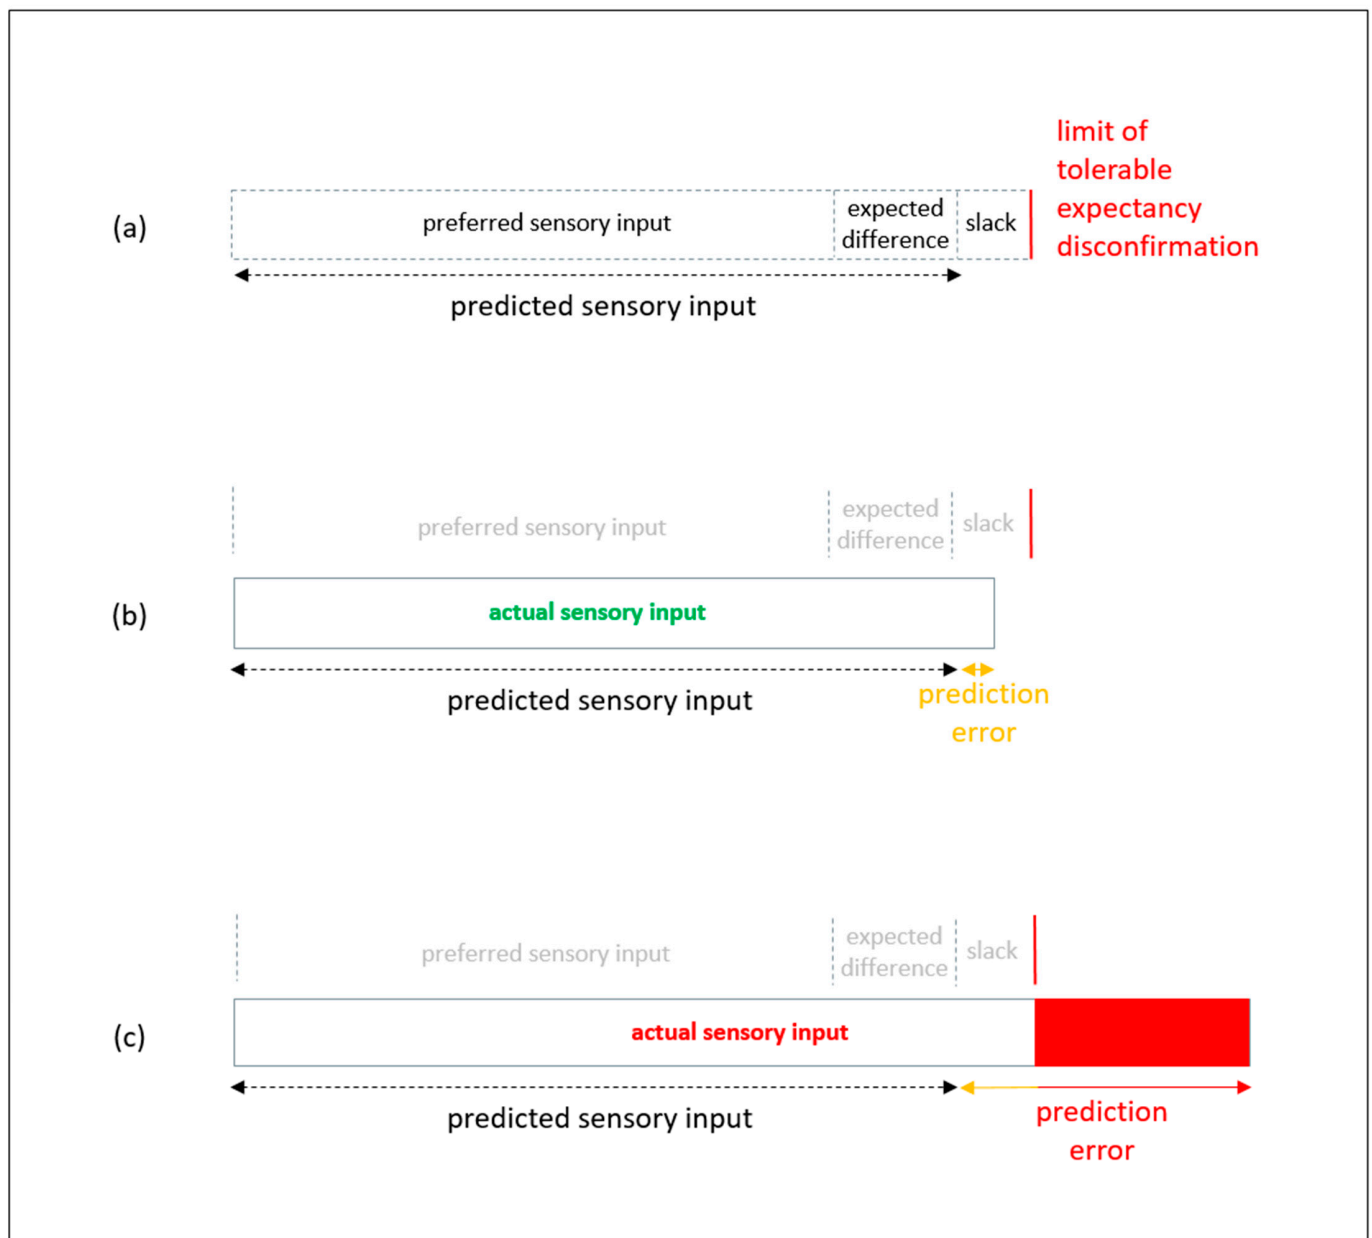 limit of
tolerable
expectancy
disconfirmation
(a)
preferred sensory input
expected
difference
slack
predicted sensory input
preferred sensory input
expected
difference
slack
(b)
actual sensory input
predicted sensory input
prediction
error
preferred sensory input
expected
difference
slack
(c)
actual sensory input
predicted sensory input
prediction
error